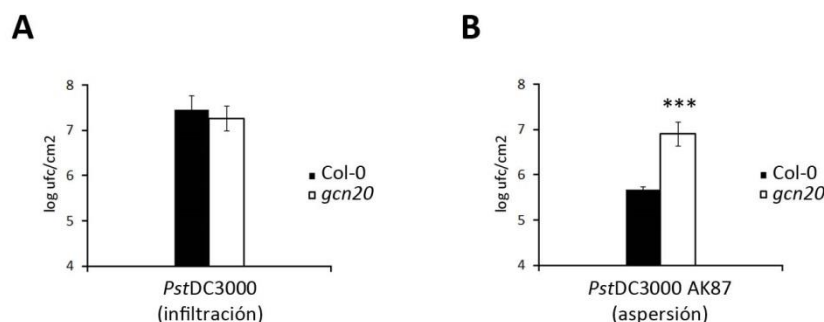 A
8
7
6
5
4
log ufc/cm2
Col-0
gcn20
PstDC3000
(infiltración)
B
8
7
6
5
4
log ufc/cm2
***
Col-0
gcn20
PstDC3000 AK87
(aspersión)